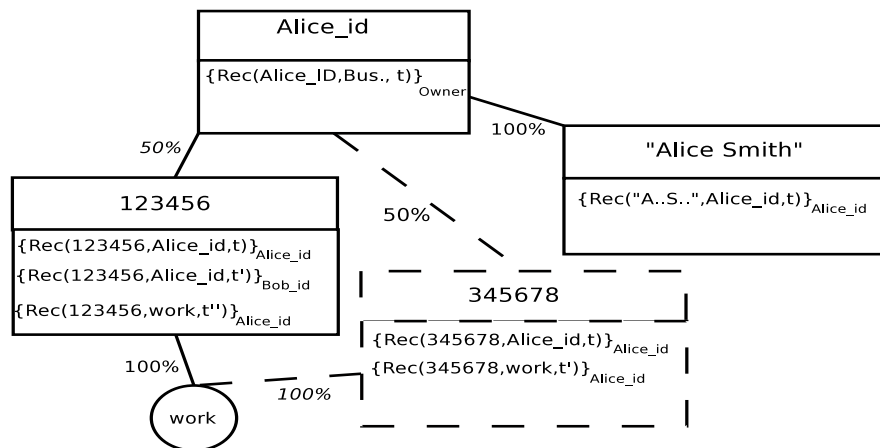 Alice_id
{Rec(Alice_ID,Bus., t)}Owner
50%
100%
"Alice Smith"
{Rec("A..S..",Alice_id,t)}Alice_id
123456
{Rec(123456,Alice_id,t)}Alice_id
{Rec(123456,Alice_id,t')}Bob_id
{Rec(123456,work,t'')}Alice_id
50%
345678
{Rec(345678,Alice_id,t)}Alice_id
{Rec(345678,work,t')}Alice_id
100%
100%
work